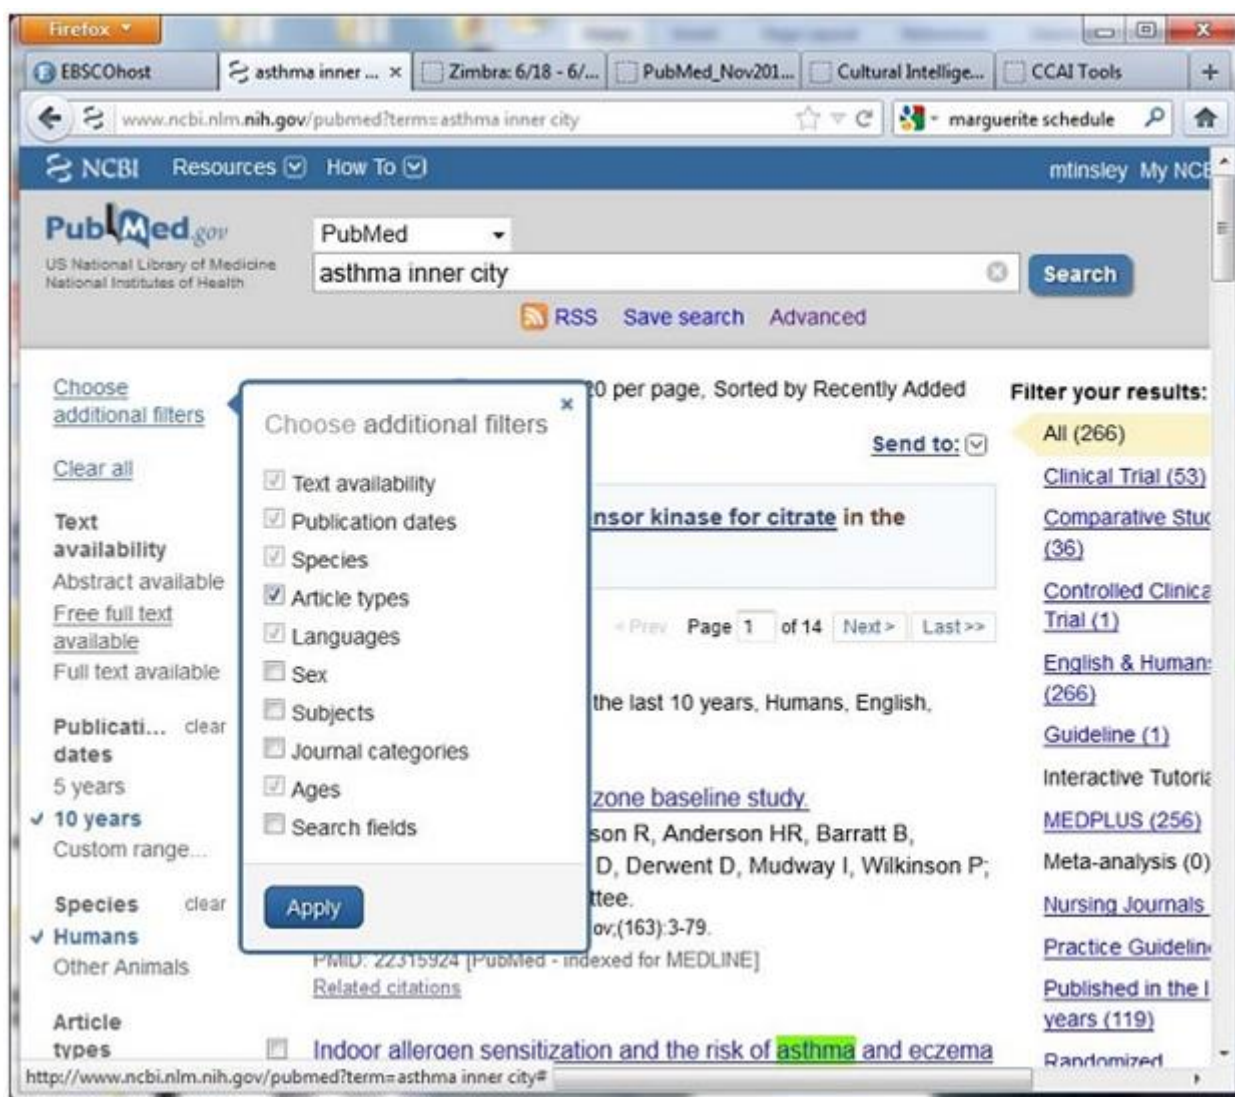 Firefox
EBSCOhost
asthma inner ... ×
Zimbra: 6/18 - 6/...
PubMed_Nov201...
Cultural Intellige...
CCAI Tools
+
www.ncbi.nlm.nih.gov/pubmed?term=asthma inner city
marguerite schedule
NCBI Resources How To
mtinsley My NCB
PubMed.gov
US National Library of Medicine
National Institutes of Health
PubMed
asthma inner city
Search
RSS Save search Advanced
Choose
additional filters
Clear all
Text
availability
Abstract available
Free full text
available
Full text available
Publicati... clear
dates
5 years
10 years
Custom range...
Species clear
Humans
Other Animals
Article
types
Choose additional filters ×
Text availability
Publication dates
Species
Article types
Languages
Sex
Subjects
Journal categories
Ages
Search fields
Apply
20 per page, Sorted by Recently Added
Send to:
nsor kinase for citrate in the
< Prev Page 1 of 14 Next > Last >>
the last 10 years, Humans, English,
zone baseline study.
son R, Anderson HR, Barratt B,
D, Derwent D, Mudway I, Wilkinson P;
ttee.
ov;(163):3-79.
PMID: 22315924 [PubMed - indexed for MEDLINE]
Related citations
Indoor allergen sensitization and the risk of asthma and eczema
Filter your results:
All (266)
Clinical Trial (53)
Comparative Stud
(36)
Controlled Clinica
Trial (1)
English & Humans
(266)
Guideline (1)
Interactive Tutoria
MEDPLUS (256)
Meta-analysis (0)
Nursing Journals
Practice Guideline
Published in the l
years (119)
Randomized
http://www.ncbi.nlm.nih.gov/pubmed?term=asthma inner city#